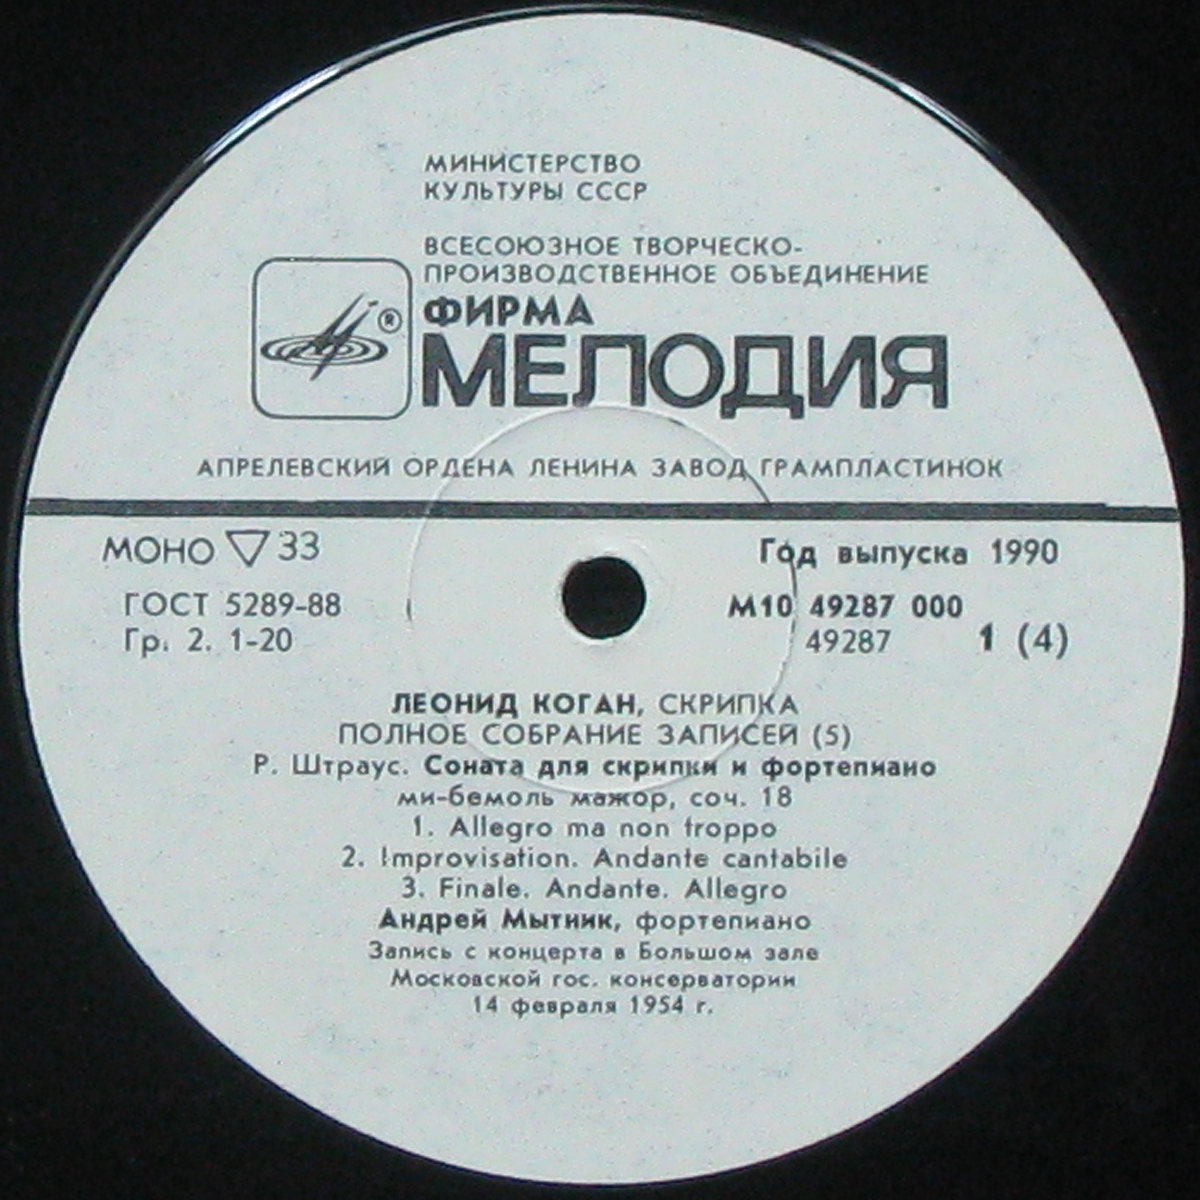 МИНИСТЕРСТВО
КУЛЬТУРЫ СССР
ВСЕСОЮЗНОЕ ТВОРЧЕСКО-
ПРОИЗВОДСТВЕННОЕ ОБЪЕДИНЕНИЕ
ФИРМА
®
МЕЛОДИЯ
АПРЕЛЕВСКИЙ ОРДЕНА ЛЕНИНА ЗАВОД ГРАМПЛАСТИНОК
МОНО ▽ 33
Год выпуска 1990
ГОСТ 5289-88
М10 49287 000
Гр. 2. 1-20
49287 1 (4)
ЛЕОНИД КОГАН, СКРИПКА
ПОЛНОЕ СОБРАНИЕ ЗАПИСЕЙ (5)
Р. Штраус. Соната для скрипки и фортепиано
ми-бемоль мажор, соч. 18
1. Allegro ma non troppo
2. Improvisation. Andante cantabile
3. Finale. Andante. Allegro
Андрей Мытник, фортепиано
Запись с концерта в Большом зале
Московской гос. консерватории
14 февраля 1954 г.